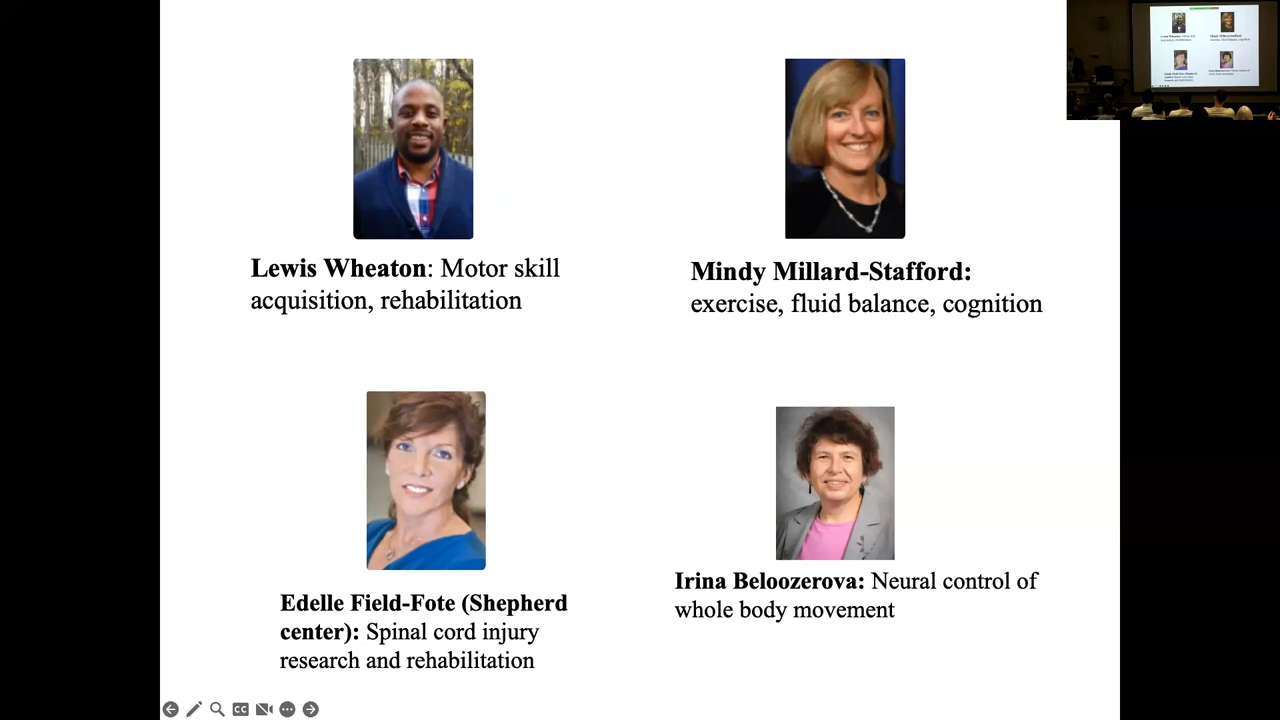 Lewis Wheaton: Motor skill
acquisition, rehabilitation
Mindy Millard-Stafford:
exercise, fluid balance, cognition
Edelle Field-Fote (Shepherd
center): Spinal cord injury
research and rehabilitation
Irina Beloozerova: Neural control of
whole body movement
CC